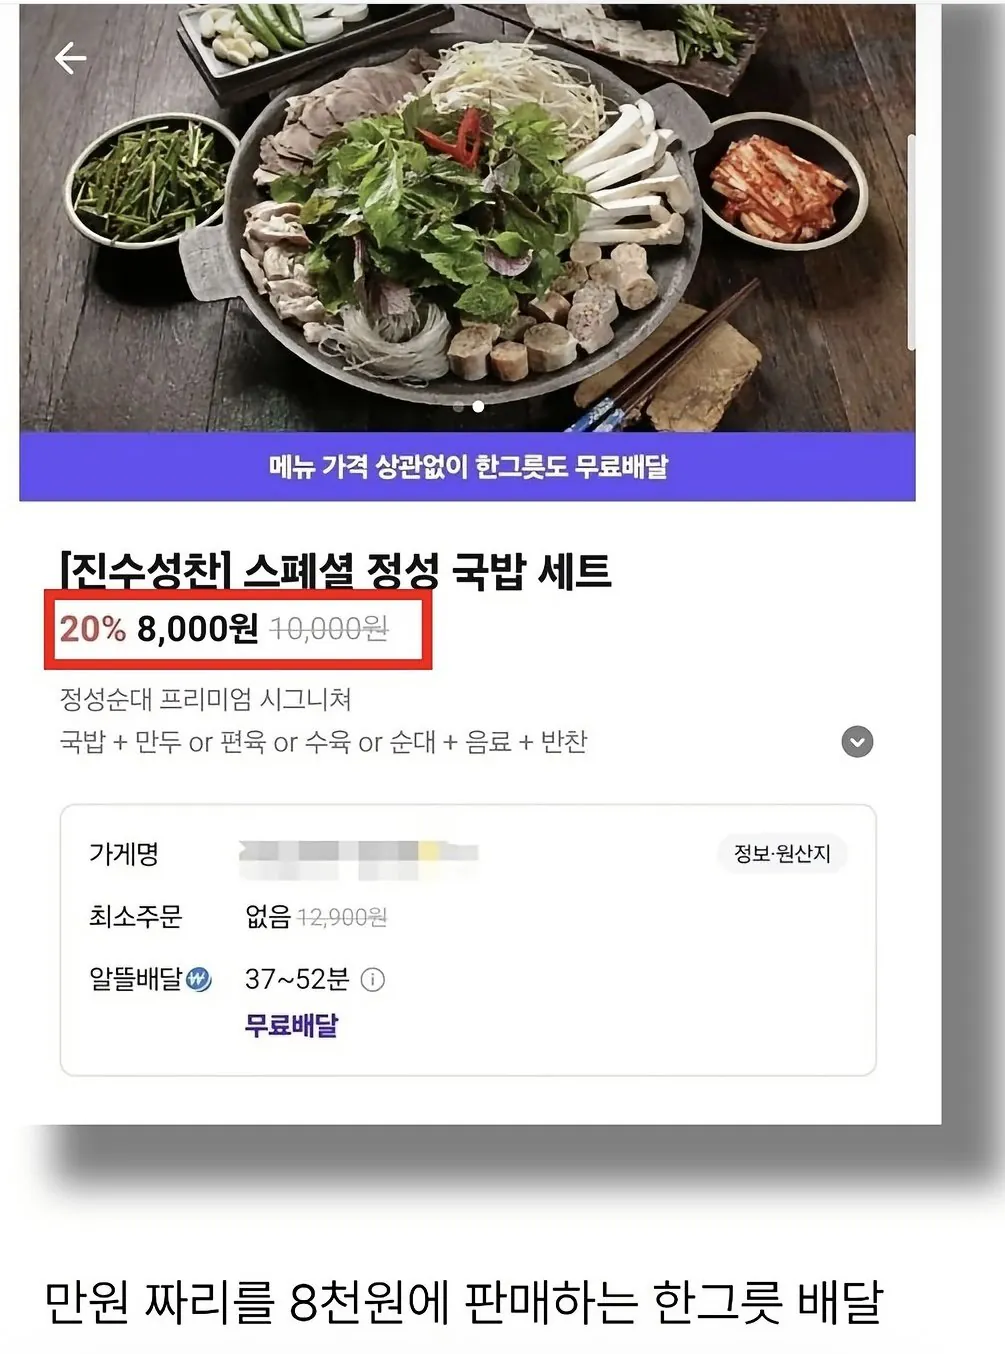 메뉴 가격 상관없이 한그릇도 무료배달
[진수성찬] 스페셜 정성 국밥 세트
20% 8,000원 10,000원
정성순대 프리미엄 시그니쳐
국밥 + 만두 or 편육 or 수육 or 순대 + 음료 + 반찬
가게명
정보·원산지
최소주문 없음 12,900원
알뜰배달 37~52분
무료배달
만원 짜리를 8천원에 판매하는 한그릇 배달